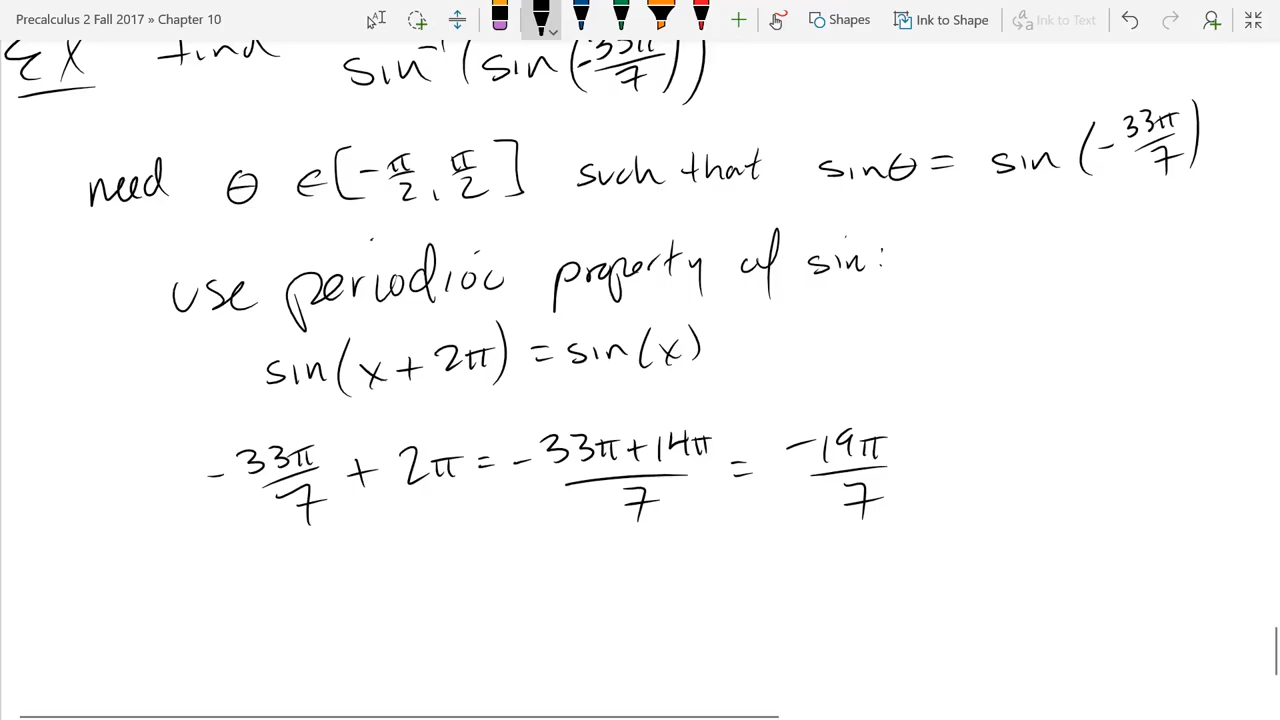 Precalculus 2 Fall 2017 » Chapter 10
Shapes Ink to Shape Ink to Text
Ex find sin⁻¹(sin(-33π/7))
need θ ∈ [-π/2, π/2] such that sinθ = sin(-33π/7)
use periodic property of sin:
sin(x + 2π) = sin(x)
-33π/7 + 2π = -33π+14π/7 = -19π/7